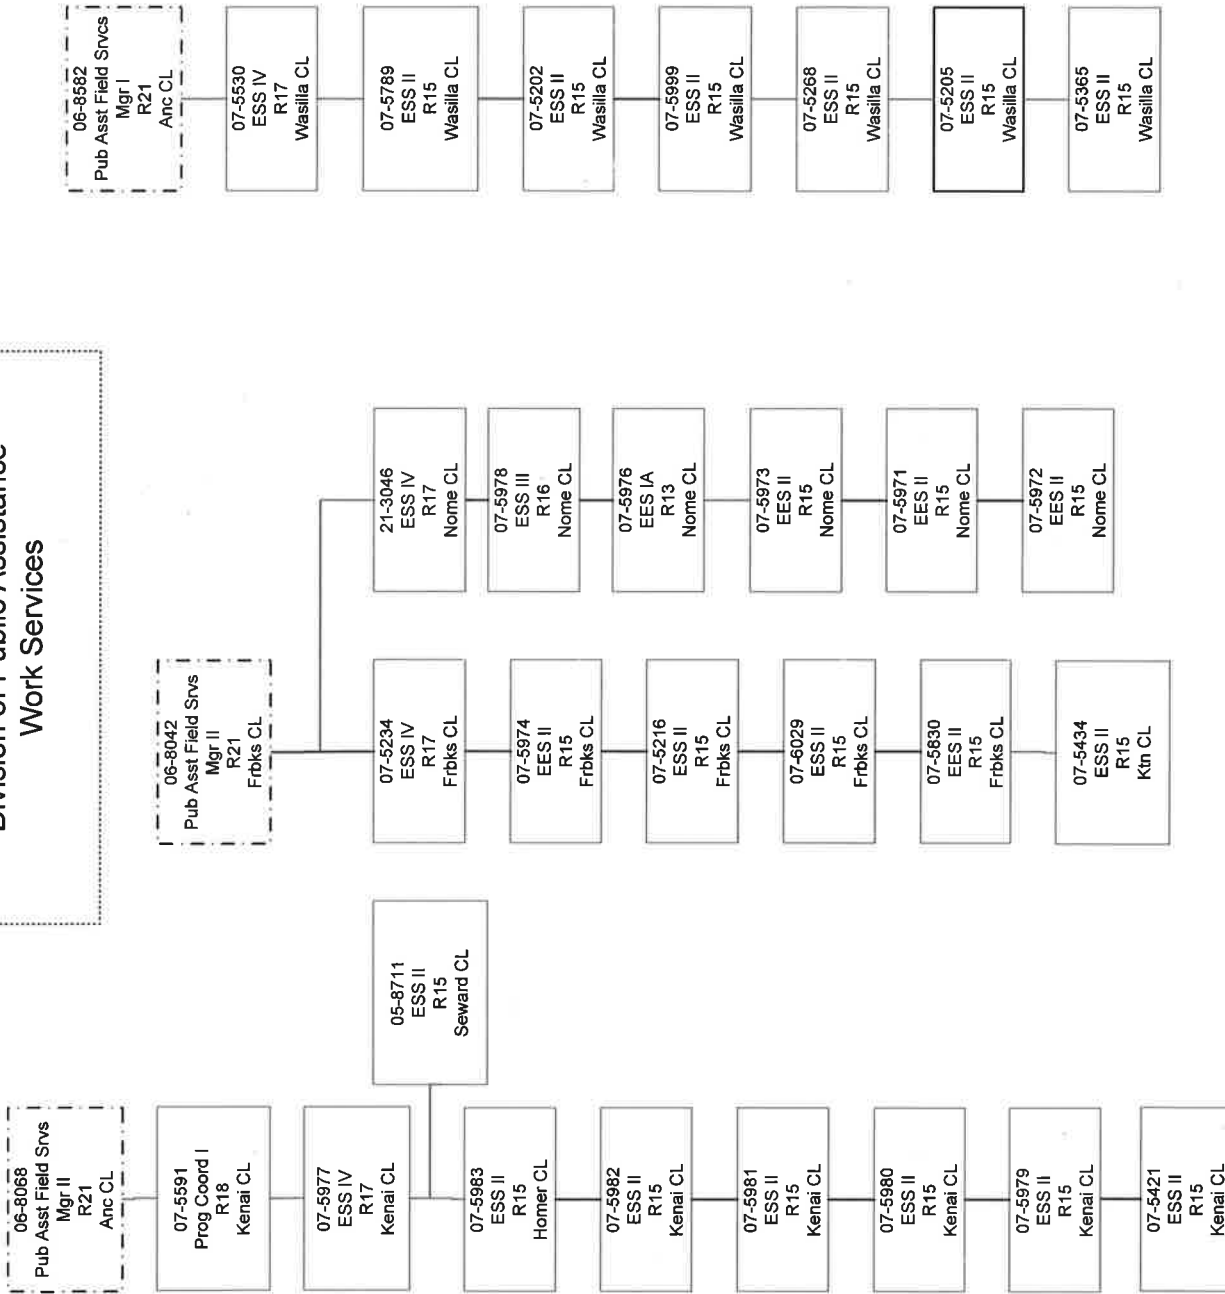 Division of Public Assistance
Work Services
06-8068
Pub Asst Field Srvs
Mgr II
R21
Anc CL
07-5591
Prog Coord I
R18
Kenai CL
07-5977
ESS IV
R17
Kenai CL
05-8711
ESS II
R15
Seward CL
07-5983
ESS II
R15
Homer CL
07-5982
ESS II
R15
Kenai CL
07-5981
ESS II
R15
Kenai CL
07-5980
ESS II
R15
Kenai CL
07-5979
ESS II
R15
Kenai CL
07-5421
ESS II
R15
Kenai CL
06-8042
Pub Asst Field Srvs
Mgr II
R21
Frbks CL
07-5234
ESS IV
R17
Frbks CL
07-5974
EES II
R15
Frbks CL
07-5216
ESS II
R15
Frbks CL
07-6029
ESS II
R15
Frbks CL
07-5830
EES II
R15
Frbks CL
07-5434
ESS II
R15
Ktn CL
21-3046
ESS IV
R17
Nome CL
07-5978
ESS III
R16
Nome CL
07-5976
EES IA
R13
Nome CL
07-5973
EES II
R15
Nome CL
07-5971
EES II
R15
Nome CL
07-5972
EES II
R15
Nome CL
06-8582
Pub Asst Field Srvcs
Mgr I
R21
Anc CL
07-5530
ESS IV
R17
Wasilla CL
07-5789
ESS II
R15
Wasilla CL
07-5202
ESS II
R15
Wasilla CL
07-5999
ESS II
R15
Wasilla CL
07-5268
ESS II
R15
Wasilla CL
07-5205
ESS II
R15
Wasilla CL
07-5365
ESS II
R15
Wasilla CL